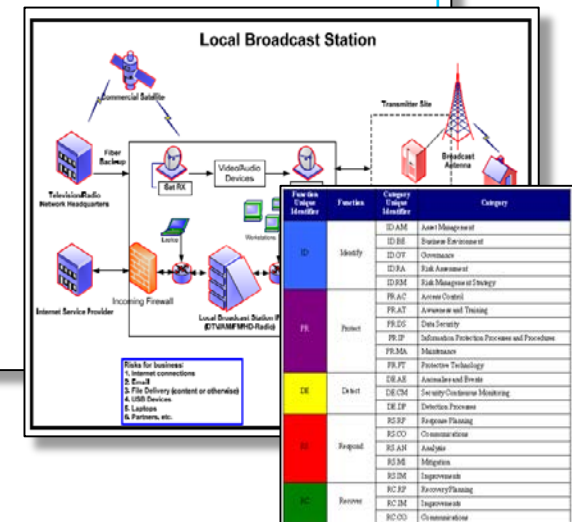 Local Broadcast Station
Commercial Satellite
Transmitter Site
Fiber
Backup
Video/Audio
Devices
Sat RX
Broadcast
Antenna
Television/Radio
Network Headquarters
Laptop
Workstations
Internet Service Provider
Incoming Firewall
Local Broadcast Station
Risks for business:
1. Internet connections
2. Email
3. File Delivery (content or otherwise)
4. USB Devices
5. Laptops
6. Partners, etc.
Function Unique Identifier Function Category Unique Identifier Category
ID Identify
ID.AM Asset Management
ID.BE Business Environment
ID.GV Governance
ID.RA Risk Assessment
ID.RM Risk Management Strategy
PR Protect
PR.AC Access Control
PR.AT Awareness and Training
PR.DS Data Security
PR.IP Information Protection Processes and Procedures
PR.MA Maintenance
PR.PT Protective Technology
DE Detect
DE.AE Anomalies and Events
DE.CM Security Continuous Monitoring
DE.DP Detection Processes
RS Respond
RS.RP Response Planning
RS.CO Communications
RS.AN Analysis
RS.MI Mitigation
RS.IM Improvements
RC Recover
RC.RP Recovery Planning
RC.IM Improvements
RC.CO Communications